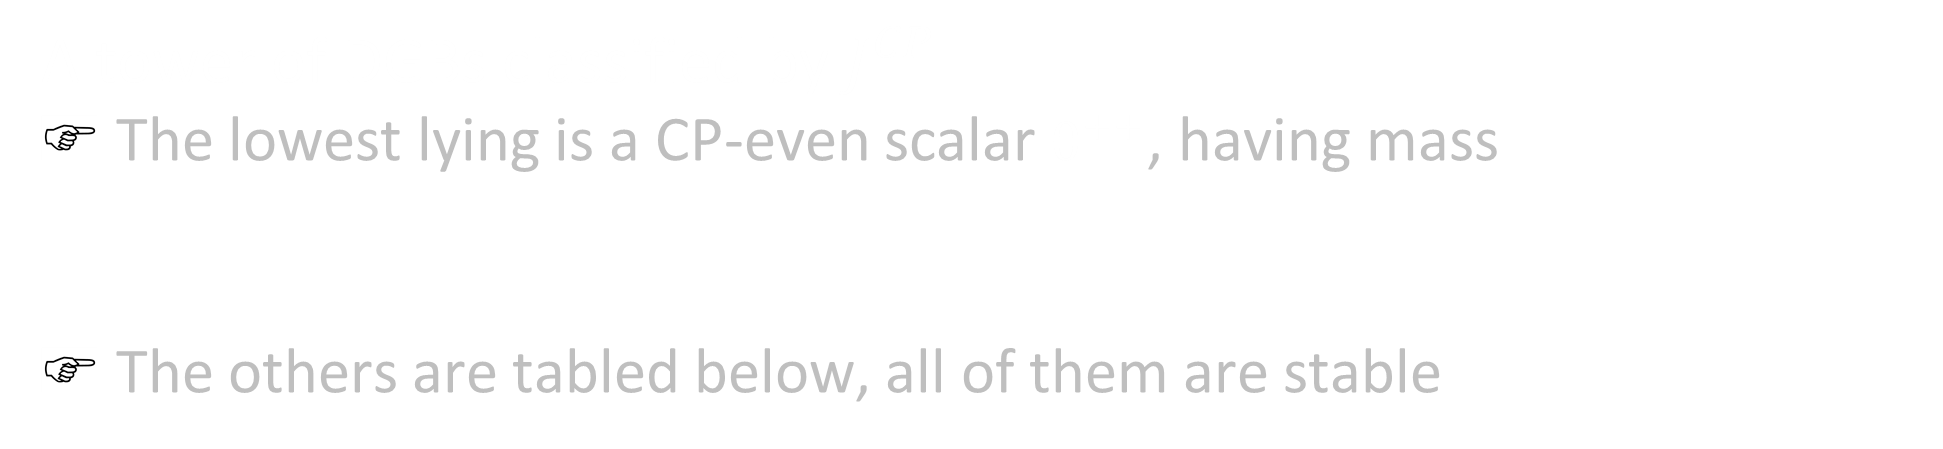 ☞ The lowest lying is a CP-even scalar , having mass
☞ The others are tabled below, all of them are stable